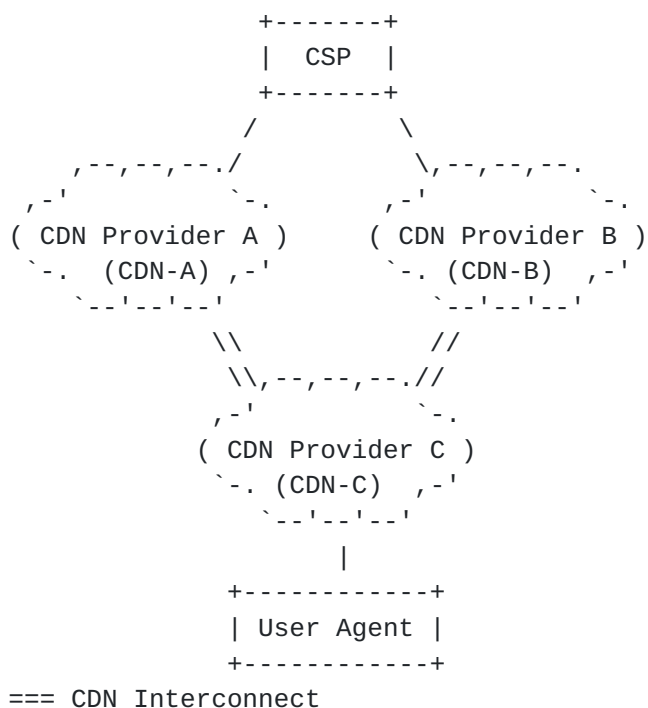 CSP
CDN Provider A CDN Provider B
(CDN-A) (CDN-B)
CDN Provider C
(CDN-C)
User Agent
=== CDN Interconnect